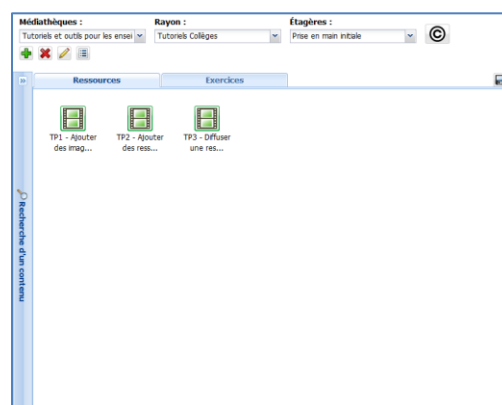 Médiathèques :
Rayon :
Étagères :
Tutoriels et outils pour les ensei
Tutoriels Collèges
Prise en main initiale
©
Ressources
Exercices
TP1 - Ajouter
des imag...
TP2 - Ajouter
des ress...
TP3 - Diffuser
une res...
Recherche d'un contenu